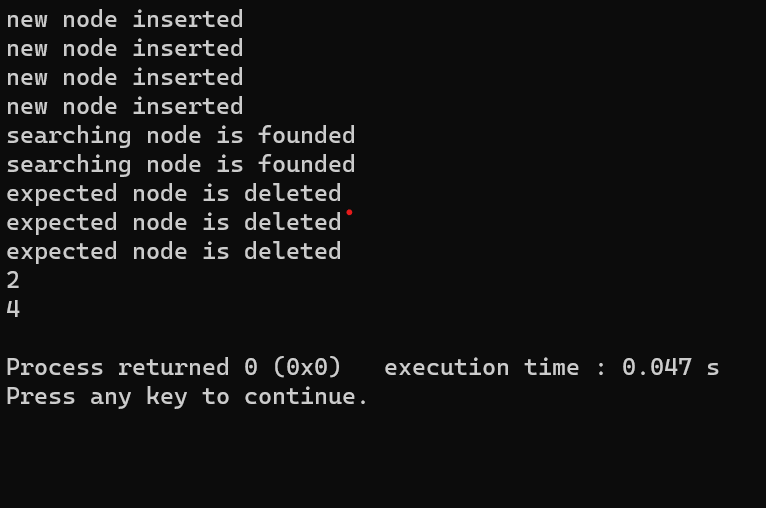 new node inserted
new node inserted
new node inserted
new node inserted
searching node is founded
searching node is founded
expected node is deleted
expected node is deleted
expected node is deleted
2
4
Process returned 0 (0x0)   execution time : 0.047 s
Press any key to continue.